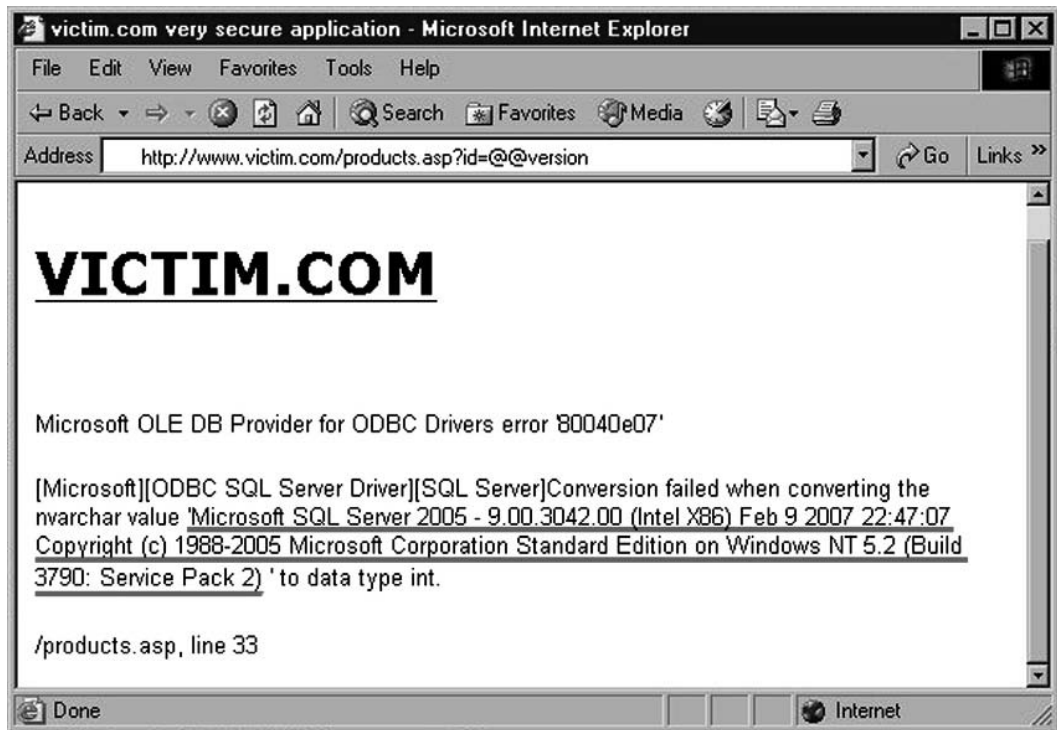 victim.com very secure application - Microsoft Internet Explorer
File Edit View Favorites Tools Help
Back Search Favorites Media
Address http://www.victim.com/products.asp?id=@@version Go Links »
VICTIM.COM
Microsoft OLE DB Provider for ODBC Drivers error '80040e07'
[Microsoft][ODBC SQL Server Driver][SQL Server]Conversion failed when converting the
nvarchar value 'Microsoft SQL Server 2005 - 9.00.3042.00 (Intel X86) Feb 9 2007 22:47:07
Copyright (c) 1988-2005 Microsoft Corporation Standard Edition on Windows NT 5.2 (Build
3790: Service Pack 2) ' to data type int.
/products.asp, line 33
Done Internet